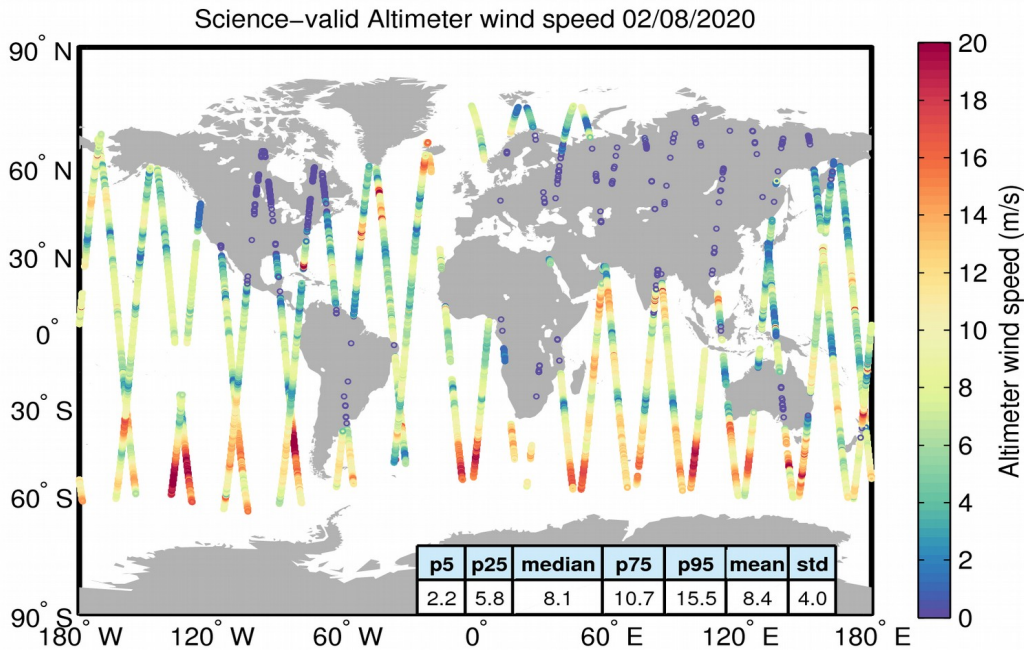 Science−valid Altimeter wind speed 02/08/2020
90° N
60° N
30° N
0°
30° S
60° S
90° S
180° W
120° W
60° W
0°
60° E
120° E
180° E
p5 p25 median p75 p95 mean std
2.2 5.8 8.1 10.7 15.5 8.4 4.0
20
18
16
14
12
10
8
6
4
2
0
Altimeter wind speed (m/s)